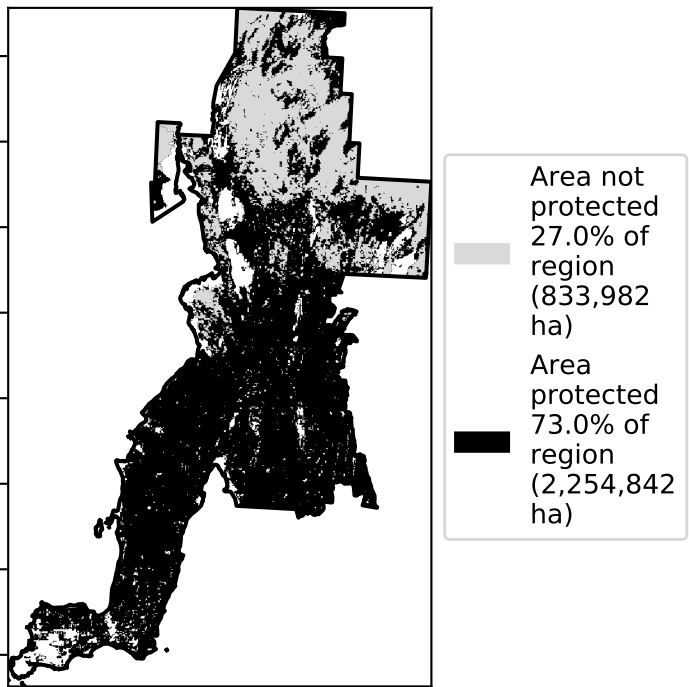 Area not
protected
27.0% of
region
(833,982
ha)
Area
protected
73.0% of
region
(2,254,842
ha)